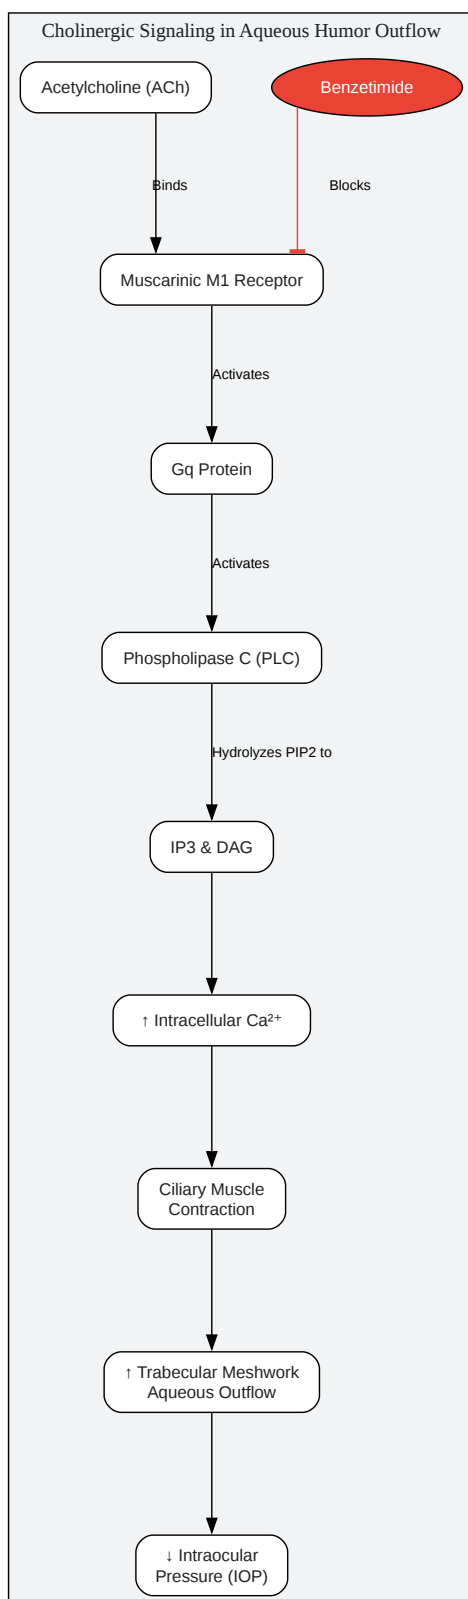 Cholinergic Signaling in Aqueous Humor Outflow
Acetylcholine (ACh)
Benzetimide
Binds
Blocks
Muscarinic M1 Receptor
Activates
Gq Protein
Activates
Phospholipase C (PLC)
Hydrolyzes PIP2 to
IP3 & DAG
↑ Intracellular Ca²⁺
Ciliary Muscle
Contraction
↑ Trabecular Meshwork
Aqueous Outflow
↓ Intraocular
Pressure (IOP)